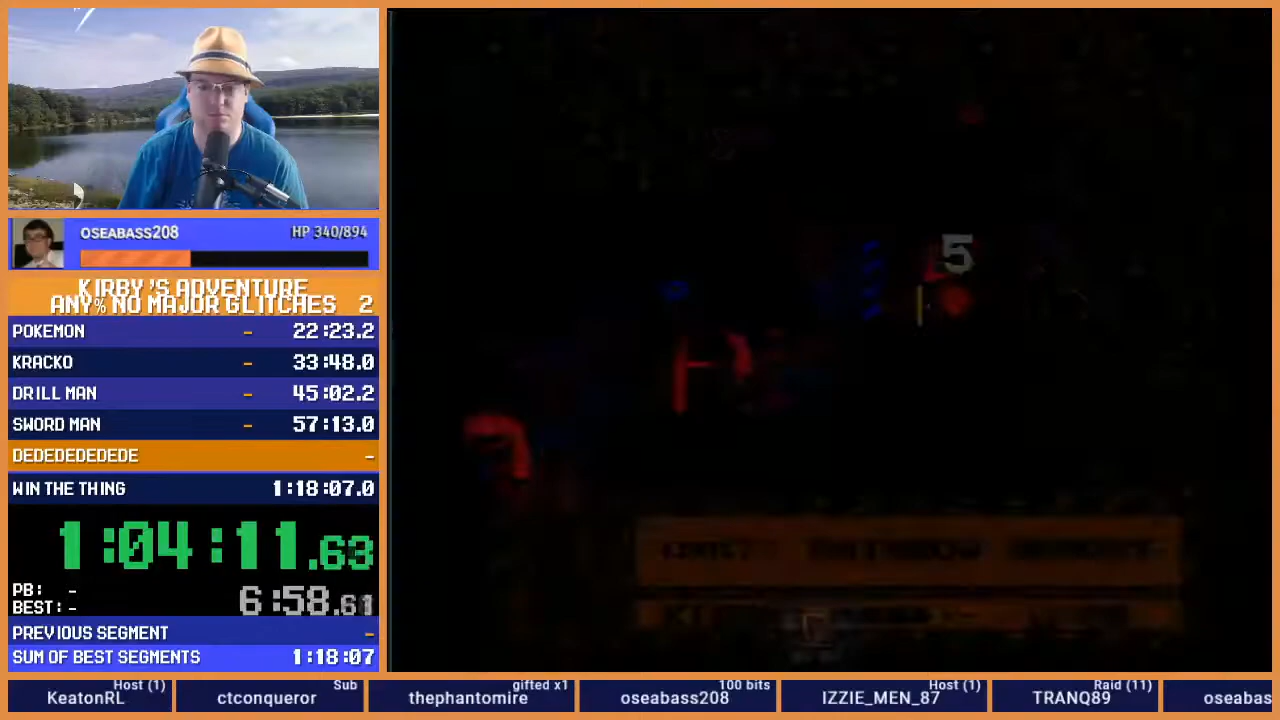 OSEABASS208 HP 340/894
KIRBY'S ADVENTURE
ANY% NO MAJOR GLITCHES 2
POKEMON - 22:23.2
KRACKO - 33:48.0
DRILL MAN - 45:02.2
SWORD MAN - 57:13.0
DEDEDEDEDEDE -
WIN THE THING 1:18:07.0
1:04:11.63
PB: -
BEST: -
6:58.61
PREVIOUS SEGMENT -
SUM OF BEST SEGMENTS 1:18:07
5
Host (1) Sub gifted x1 100 bits Host (1) Raid (11)
KeatonRL ctconqueror thephantomire oseabass208 IZZIE_MEN_87 TRANQ89 oseabas